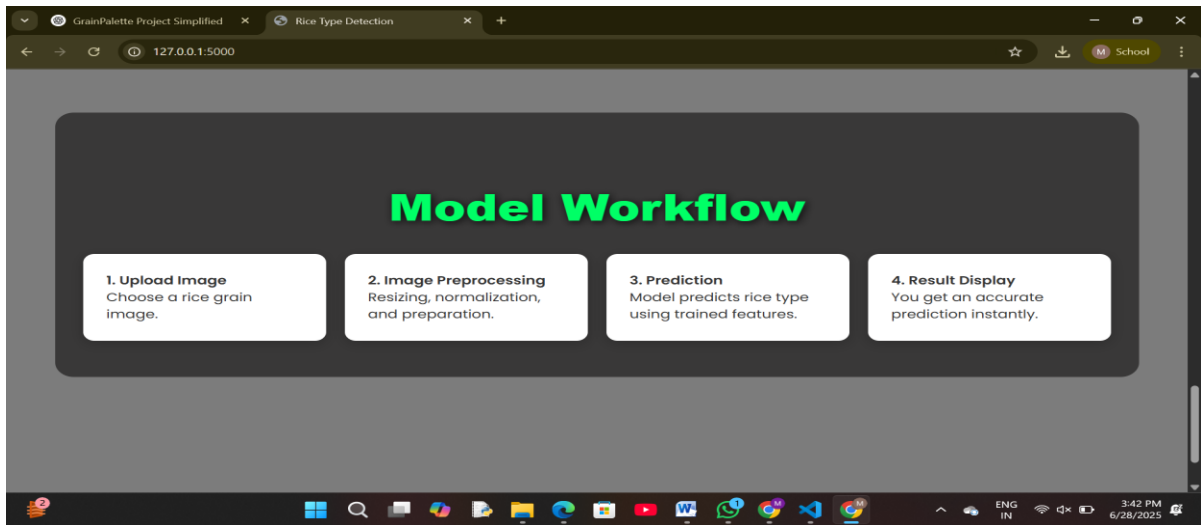 GrainPalette Project Simplified
Rice Type Detection
127.0.0.1:5000
M School
Model Workflow
1. Upload Image
Choose a rice grain
image.
2. Image Preprocessing
Resizing, normalization,
and preparation.
3. Prediction
Model predicts rice type
using trained features.
4. Result Display
You get an accurate
prediction instantly.
2
ENG
IN
3:42 PM
6/28/2025